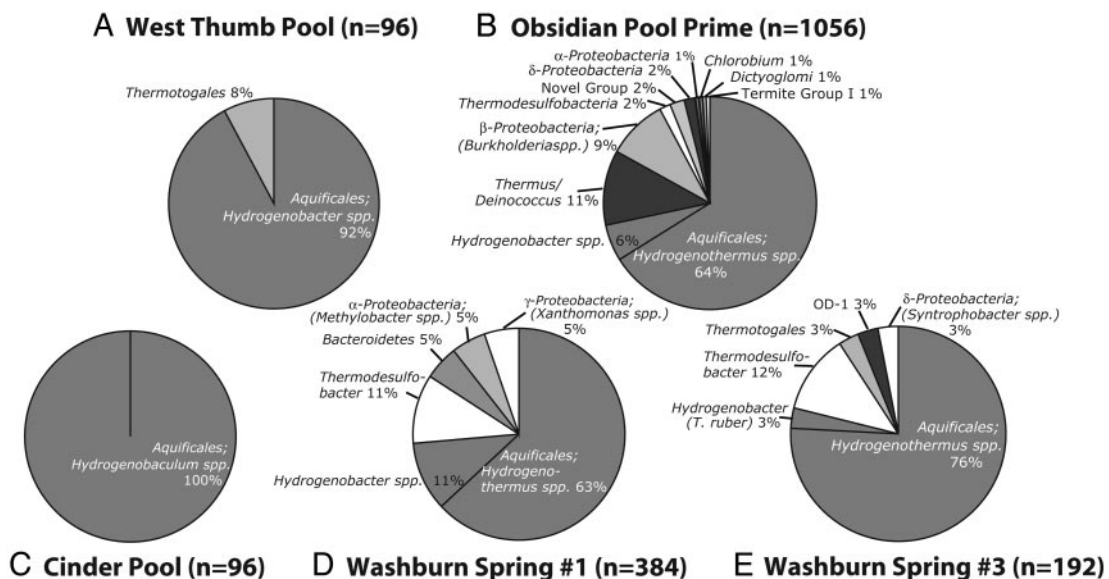 A West Thumb Pool (n=96)
Thermotogales 8%
Aquificales;
Hydrogenobacter spp.
92%
B Obsidian Pool Prime (n=1056)
α-Proteobacteria 1%
δ-Proteobacteria 2%
Novel Group 2%
Thermodesulfobacteria 2%
β-Proteobacteria;
(Burkholderiaspp.) 9%
Thermus/
Deinococcus 11%
Hydrogenobacter spp. 6%
Chlorobium 1%
Dictyoglomi 1%
Termite Group I 1%
Aquificales;
Hydrogenothermus spp.
64%
Aquificales;
Hydrogenobaculum spp.
100%
C Cinder Pool (n=96)
α-Proteobacteria;
(Methylobacter spp.) 5%
Bacteroidetes 5%
Thermodesulfo-
bacter 11%
Hydrogenobacter spp. 11%
γ-Proteobacteria;
(Xanthomonas spp.)
5%
Aquificales;
Hydrogeno-
thermus spp. 63%
D Washburn Spring #1 (n=384)
OD-1 3%
Thermotogales 3%
Thermodesulfo-
bacter 12%
Hydrogenobacter
(T. ruber) 3%
δ-Proteobacteria;
(Syntrophobacter spp.)
3%
Aquificales;
Hydrogenothermus spp.
76%
E Washburn Spring #3 (n=192)